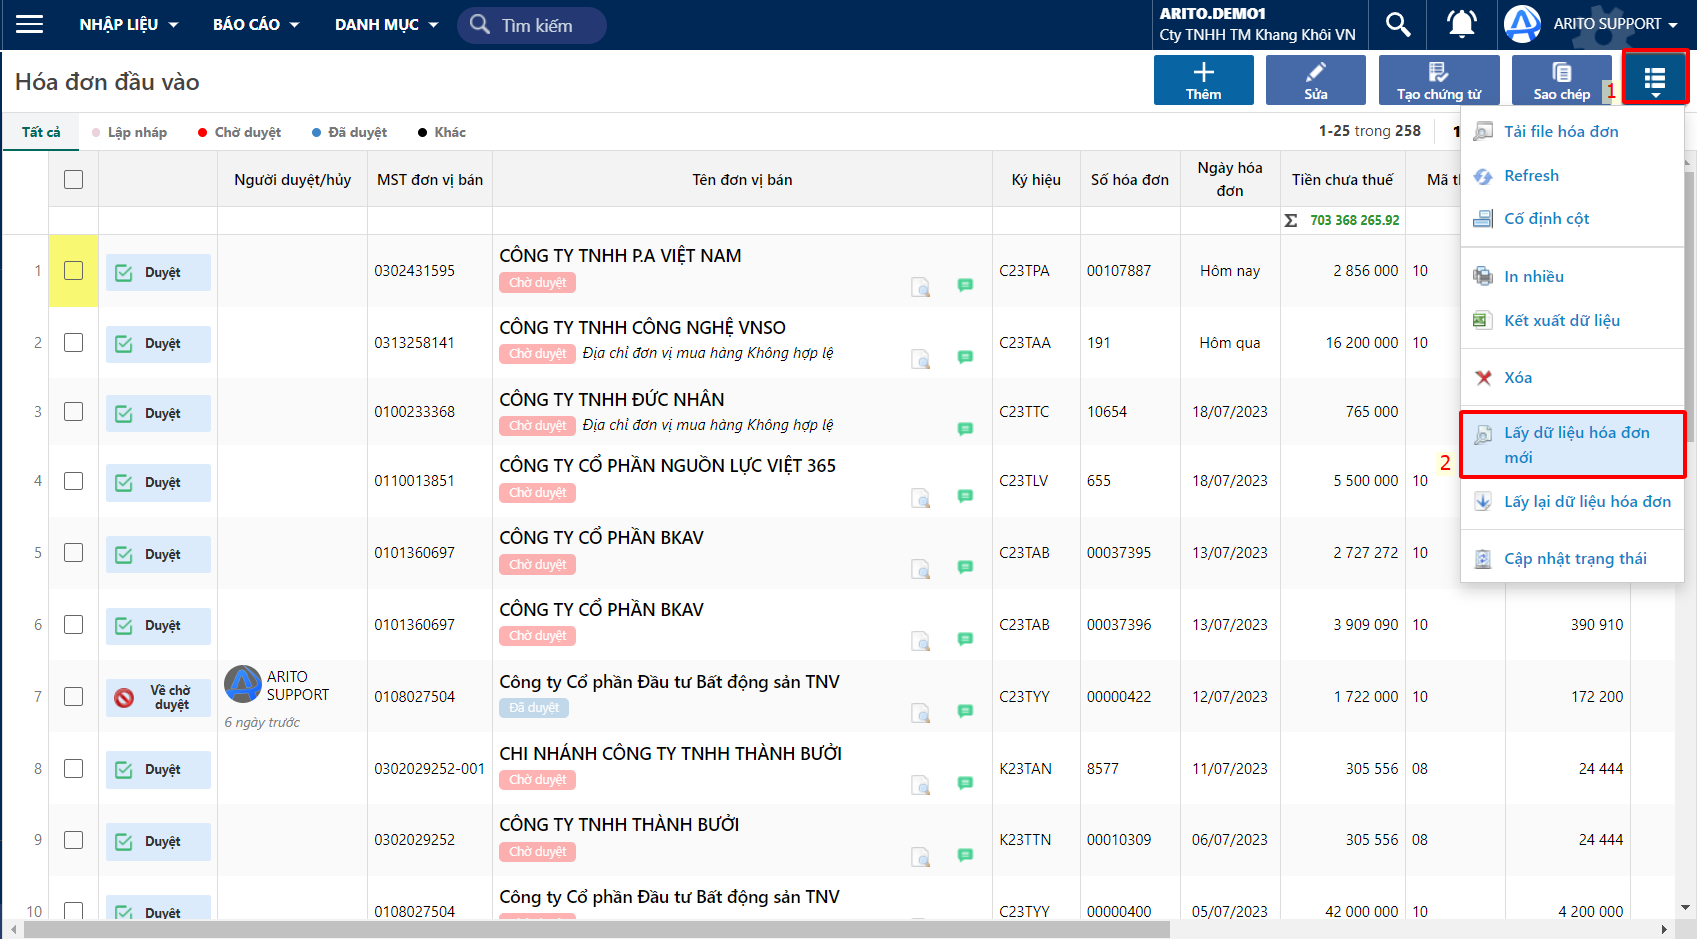 NHẬP LIỆU
BÁO CÁO
DANH MỤC
Tìm kiếm
ARITO.DEMO1
Cty TNHH TM Khang Khôi VN
ARITO SUPPORT
Hóa đơn đầu vào
Thêm
Sửa
Tạo chứng từ
Sao chép
1
Tất cả
Lập nháp
Chờ duyệt
Đã duyệt
Khác
1-25 trong 258
1
Người duyệt/hủy
MST đơn vị bán
Tên đơn vị bán
Ký hiệu
Số hóa đơn
Ngày hóa
đơn
Tiền chưa thuế
Σ 703 368 265.92
1
Duyệt
0302431595
CÔNG TY TNHH P.A VIỆT NAM
Chờ duyệt
C23TPA
00107887
Hôm nay
2 856 000
10
2
Duyệt
0313258141
CÔNG TY TNHH CÔNG NGHỆ VNSO
Chờ duyệt Địa chỉ đơn vị mua hàng Không hợp lệ
C23TAA
191
Hôm qua
16 200 000
10
3
Duyệt
0100233368
CÔNG TY TNHH ĐỨC NHÂN
Chờ duyệt Địa chỉ đơn vị mua hàng Không hợp lệ
C23TTC
10654
18/07/2023
765 000
4
Duyệt
0110013851
CÔNG TY CỔ PHẦN NGUỒN LỰC VIỆT 365
Chờ duyệt
C23TLV
655
18/07/2023
5 500 000
10
5
Duyệt
0101360697
CÔNG TY CỔ PHẦN BKAV
Chờ duyệt
C23TAB
00037395
13/07/2023
2 727 272
10
6
Duyệt
0101360697
CÔNG TY CỔ PHẦN BKAV
Chờ duyệt
C23TAB
00037396
13/07/2023
3 909 090
10
390 910
7
Về chờ
duyệt
ARITO
SUPPORT
6 ngày trước
0108027504
Công ty Cổ phần Đầu tư Bất động sản TNV
Đã duyệt
C23TYY
00000422
12/07/2023
1 722 000
10
172 200
8
Duyệt
0302029252-001
CHI NHÁNH CÔNG TY TNHH THÀNH BƯỞI
Chờ duyệt
K23TAN
8577
11/07/2023
305 556
08
24 444
9
Duyệt
0302029252
CÔNG TY TNHH THÀNH BƯỞI
Chờ duyệt
K23TTN
00010309
06/07/2023
305 556
08
24 444
10
Duyệt
0108027504
Công ty Cổ phần Đầu tư Bất động sản TNV
C23TYY
00000400
05/07/2023
42 000 000
10
4 200 000
Tải file hóa đơn
Refresh
Cố định cột
In nhiều
Kết xuất dữ liệu
Xóa
2
Lấy dữ liệu hóa đơn
mới
Lấy lại dữ liệu hóa đơn
Cập nhật trạng thái